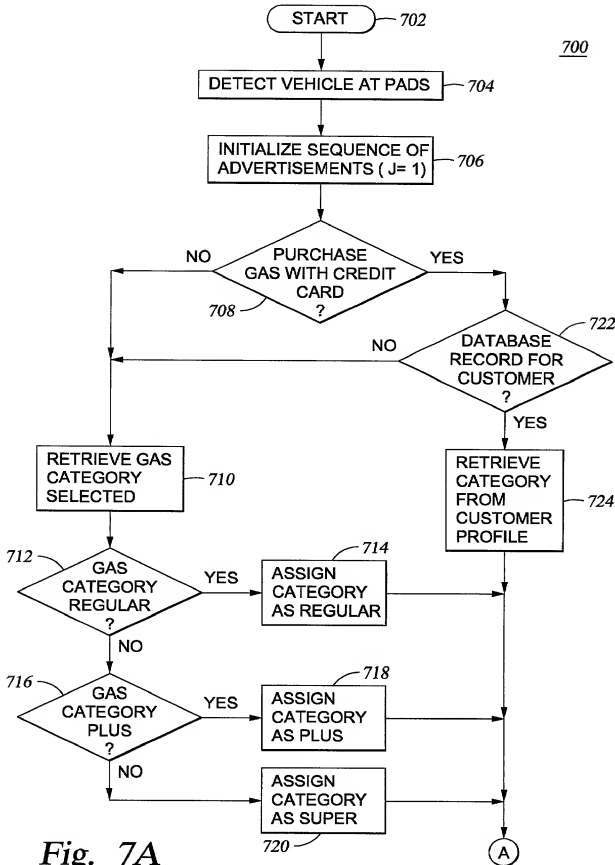 START
702
700
DETECT VEHICLE AT PADS
704
INITIALIZE SEQUENCE OF
ADVERTISEMENTS ( J= 1)
706
NO
PURCHASE
GAS WITH CREDIT
CARD
?
YES
708
722
NO
DATABASE
RECORD FOR
CUSTOMER
?
YES
RETRIEVE GAS
CATEGORY
SELECTED
710
RETRIEVE
CATEGORY
FROM
CUSTOMER
PROFILE
724
712
GAS
CATEGORY
REGULAR
?
YES
714
ASSIGN
CATEGORY
AS REGULAR
NO
716
GAS
CATEGORY
PLUS
?
YES
718
ASSIGN
CATEGORY
AS PLUS
NO
ASSIGN
CATEGORY
AS SUPER
720
A
Fig. 7A